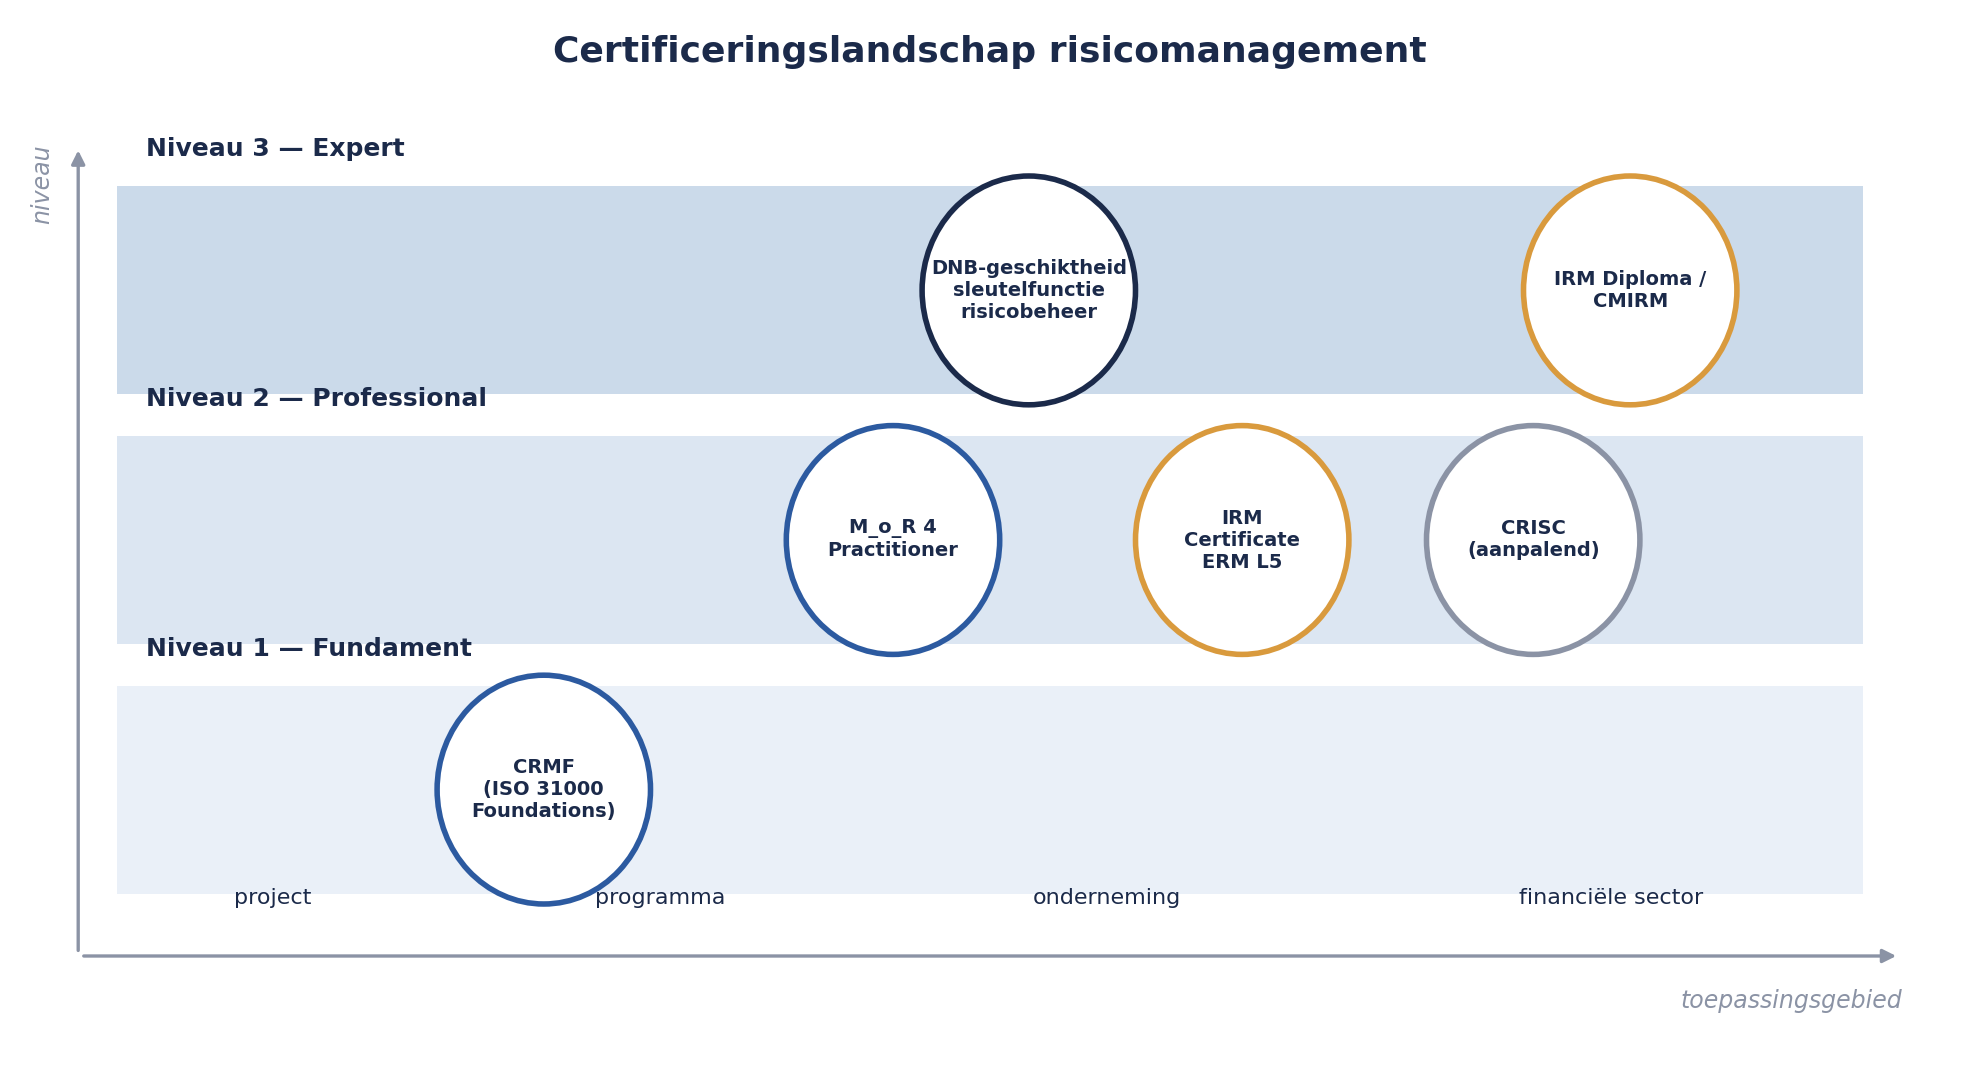 Certificeringslandschap risicomanagement
niveau
Niveau 3 — Expert
DNB-geschiktheid
sleutelfunctie
risicobeheer
IRM Diploma /
CMIRM
Niveau 2 — Professional
M_o_R 4
Practitioner
IRM
Certificate
ERM L5
CRISC
(aanpalend)
Niveau 1 — Fundament
CRMF
(ISO 31000
Foundations)
project
programma
onderneming
financiële sector
toepassingsgebied